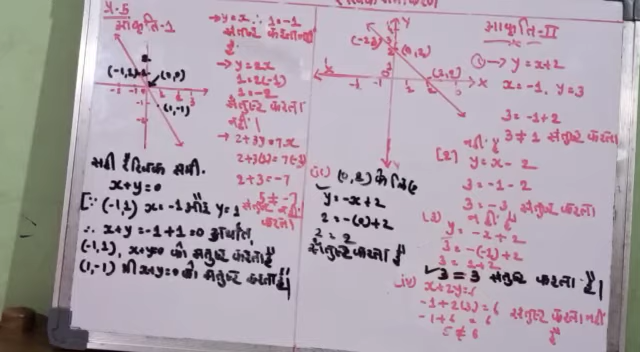 प्र-5
आकृति-1
(-1,1)
(0,0)
(1,-1)
सही रैखिक समी.
x+y=0
[∵ (-1,1) x=-1 और y=1
∴ x+y=-1+1=0 अर्थात
(-1,1), x+y=0 को संतुष्ट करता है
(1,-1) भी x+y=0 को संतुष्ट करता है।
→ y=x ∴ 1=-1
संतुष्ट करता नहीं
है.
→ y=2x
1=2(-1)
1=-2
संतुष्ट करता
नहीं।
→ 2+3y=7x
2+3(1)=7(-1)
2+3=-7
5≠-7
संतुष्ट नहीं
करता।
(0,2)
(2,0)
(ii) (0,2) के लिए
y=-x+2
2=-(0)+2
2=2
संतुष्ट करता है
आकृति-II
① → y=x+2
x=-1, y=3
3=-1+2
3≠1 संतुष्ट करता
नहीं है
[2) y=x-2
3=-1-2
3=-3 संतुष्ट करता
नहीं है
(3) y=-x+2
3=-(-1)+2
3=1+2
3=3 संतुष्ट करता है।
(iv) x+2y=6
-1+2(3)=6
-1+6=6
5≠6
संतुष्ट करता नहीं
है